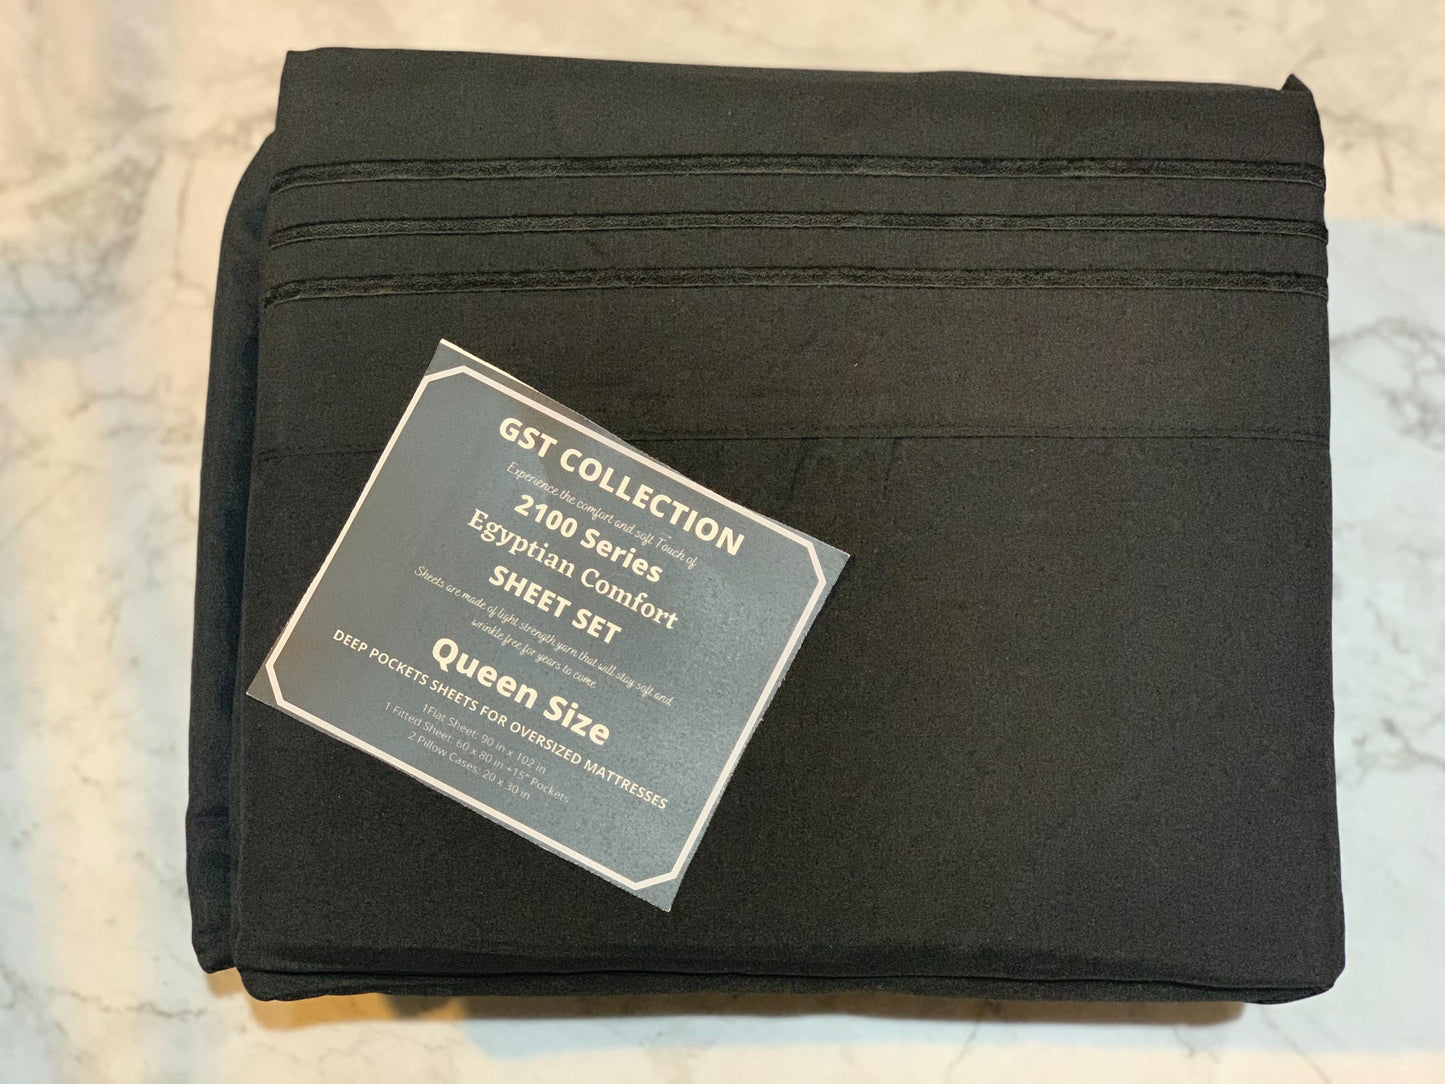 GST COLLECTION
Experience the comfort and soft Touch of
2100 Series
Egyptian Comfort
SHEET SET
Sheets are made of light strength yarn that will stay soft and
wrinkle free for years to come
Queen Size
DEEP POCKETS SHEETS FOR OVERSIZED MATTRESSES
1Flat Sheet: 90 in x 102 in
1 Fitted Sheet: 60 x 80 in +15" Pockets
2 Pillow Cases: 20 x 30 in